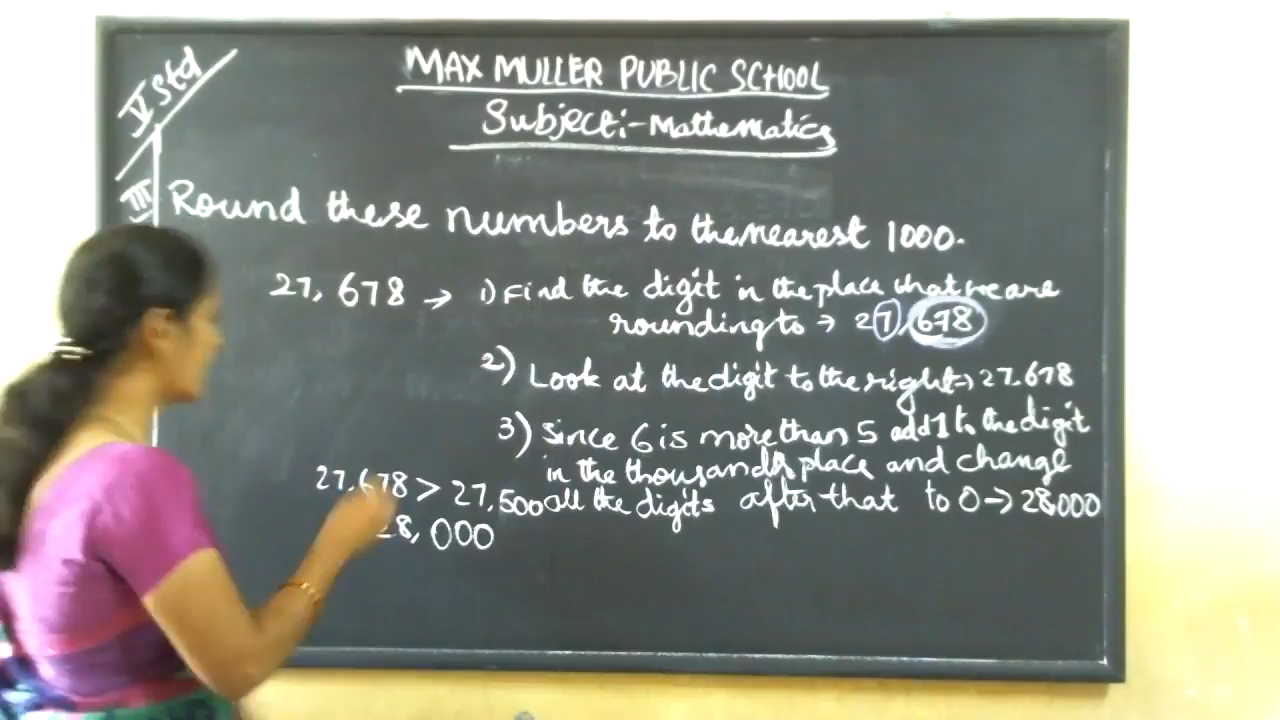 V Std
MAX MULLER PUBLIC SCHOOL
Subject:- Mathematics
III Round these numbers to the nearest 1000.
27,678 → 1) Find the digit in the place that we are
rounding to → 27,678
2) Look at the digit to the right → 27,678
3) Since 6 is more than 5 add 1 to the digit
in the thousands place and change
all the digits after that to 0 → 28,000
27,678 > 27,500
28,000